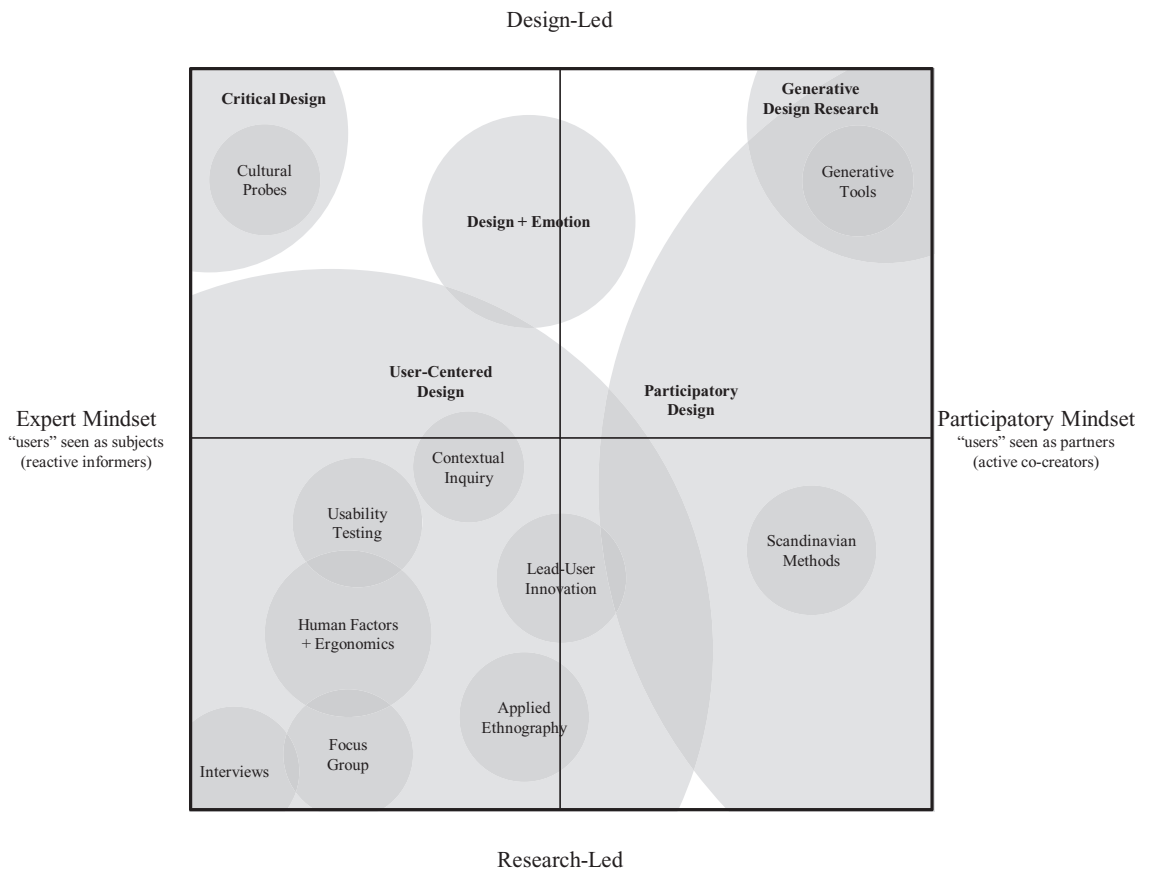 Design-Led
Critical Design
Generative
Design Research
Cultural
Probes
Generative
Tools
Design + Emotion
User-Centered
Design
Participatory
Design
Expert Mindset
“users” seen as subjects
(reactive informers)
Participatory Mindset
“users” seen as partners
(active co-creators)
Contextual
Inquiry
Usability
Testing
Scandinavian
Methods
Lead-User
Innovation
Human Factors
+ Ergonomics
Applied
Ethnography
Focus
Group
Interviews
Research-Led